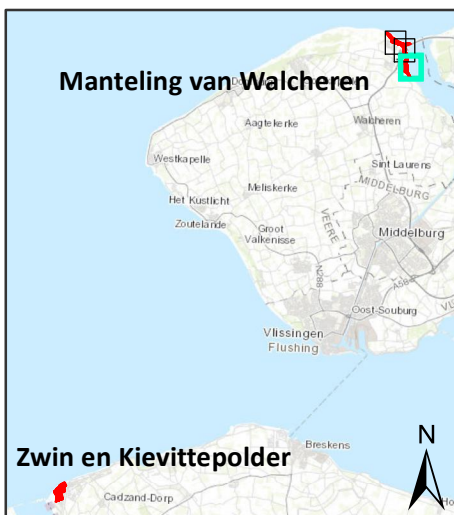 Manteling van Walcheren
Aagtekerke
Walcheren
Westkapelle
Sint Laurens
MIDDELBURG
Meliskerke
Het Kustlicht
Zoutelande
VEERE
Groot
Valkenisse
Middelburg
N288
A58
Oost-Souburg
Vlissingen
Flushing
Breskens
Zwin en Kievittepolder
Cadzand-Dorp
N